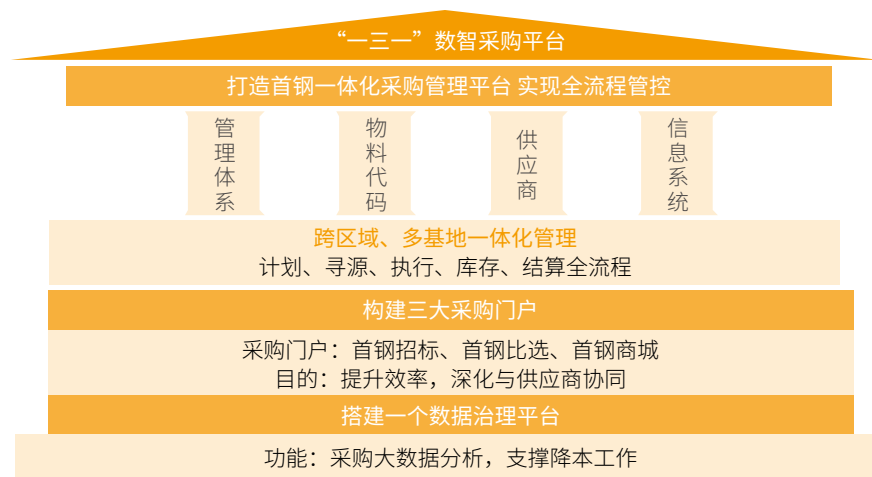 “一三一”数智采购平台
打造首钢一体化采购管理平台 实现全流程管控
管理体系
物料代码
供应商
信息系统
跨区域、多基地一体化管理
计划、寻源、执行、库存、结算全流程
构建三大采购门户
采购门户：首钢招标、首钢比选、首钢商城
目的：提升效率，深化与供应商协同
搭建一个数据治理平台
功能：采购大数据分析，支撑降本工作